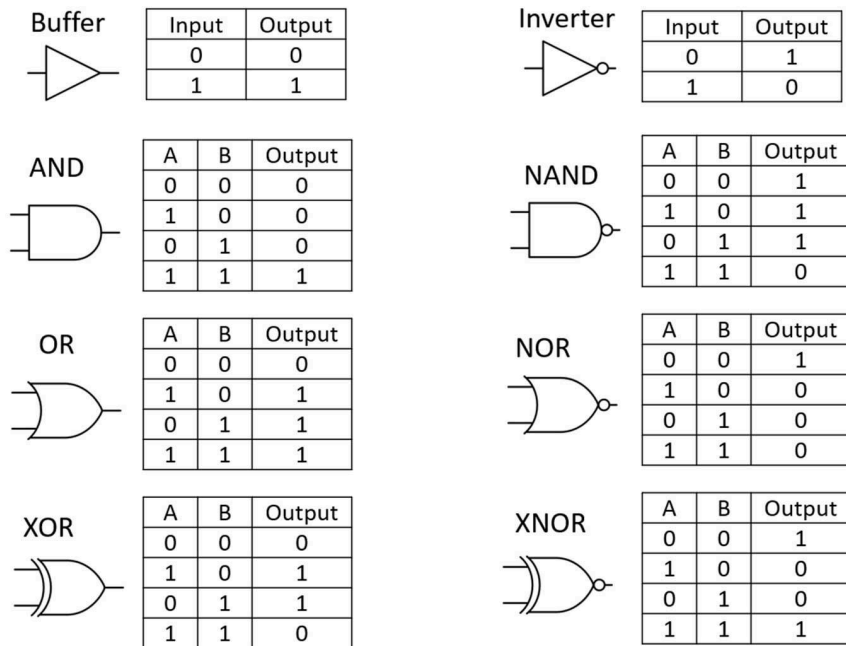 Buffer
Input Output
0 0
1 1
Inverter
Input Output
0 1
1 0
AND
A B Output
0 0 0
1 0 0
0 1 0
1 1 1
NAND
A B Output
0 0 1
1 0 1
0 1 1
1 1 0
OR
A B Output
0 0 0
1 0 1
0 1 1
1 1 1
NOR
A B Output
0 0 1
1 0 0
0 1 0
1 1 0
XOR
A B Output
0 0 0
1 0 1
0 1 1
1 1 0
XNOR
A B Output
0 0 1
1 0 0
0 1 0
1 1 1